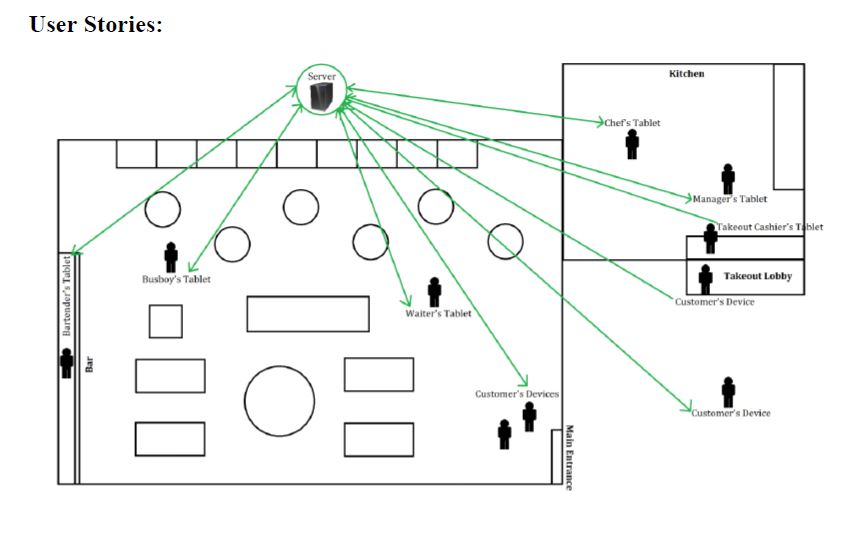 User Stories:
Server
Kitchen
Chef's Tablet
Manager's Tablet
Takeout Cashier's Tablet
Takeout Lobby
Busboy's Tablet
Bartender's Tablet
Customer's Device
Waiter's Tablet
Bar
Customer's Devices
Customer's Device
Main Entrance